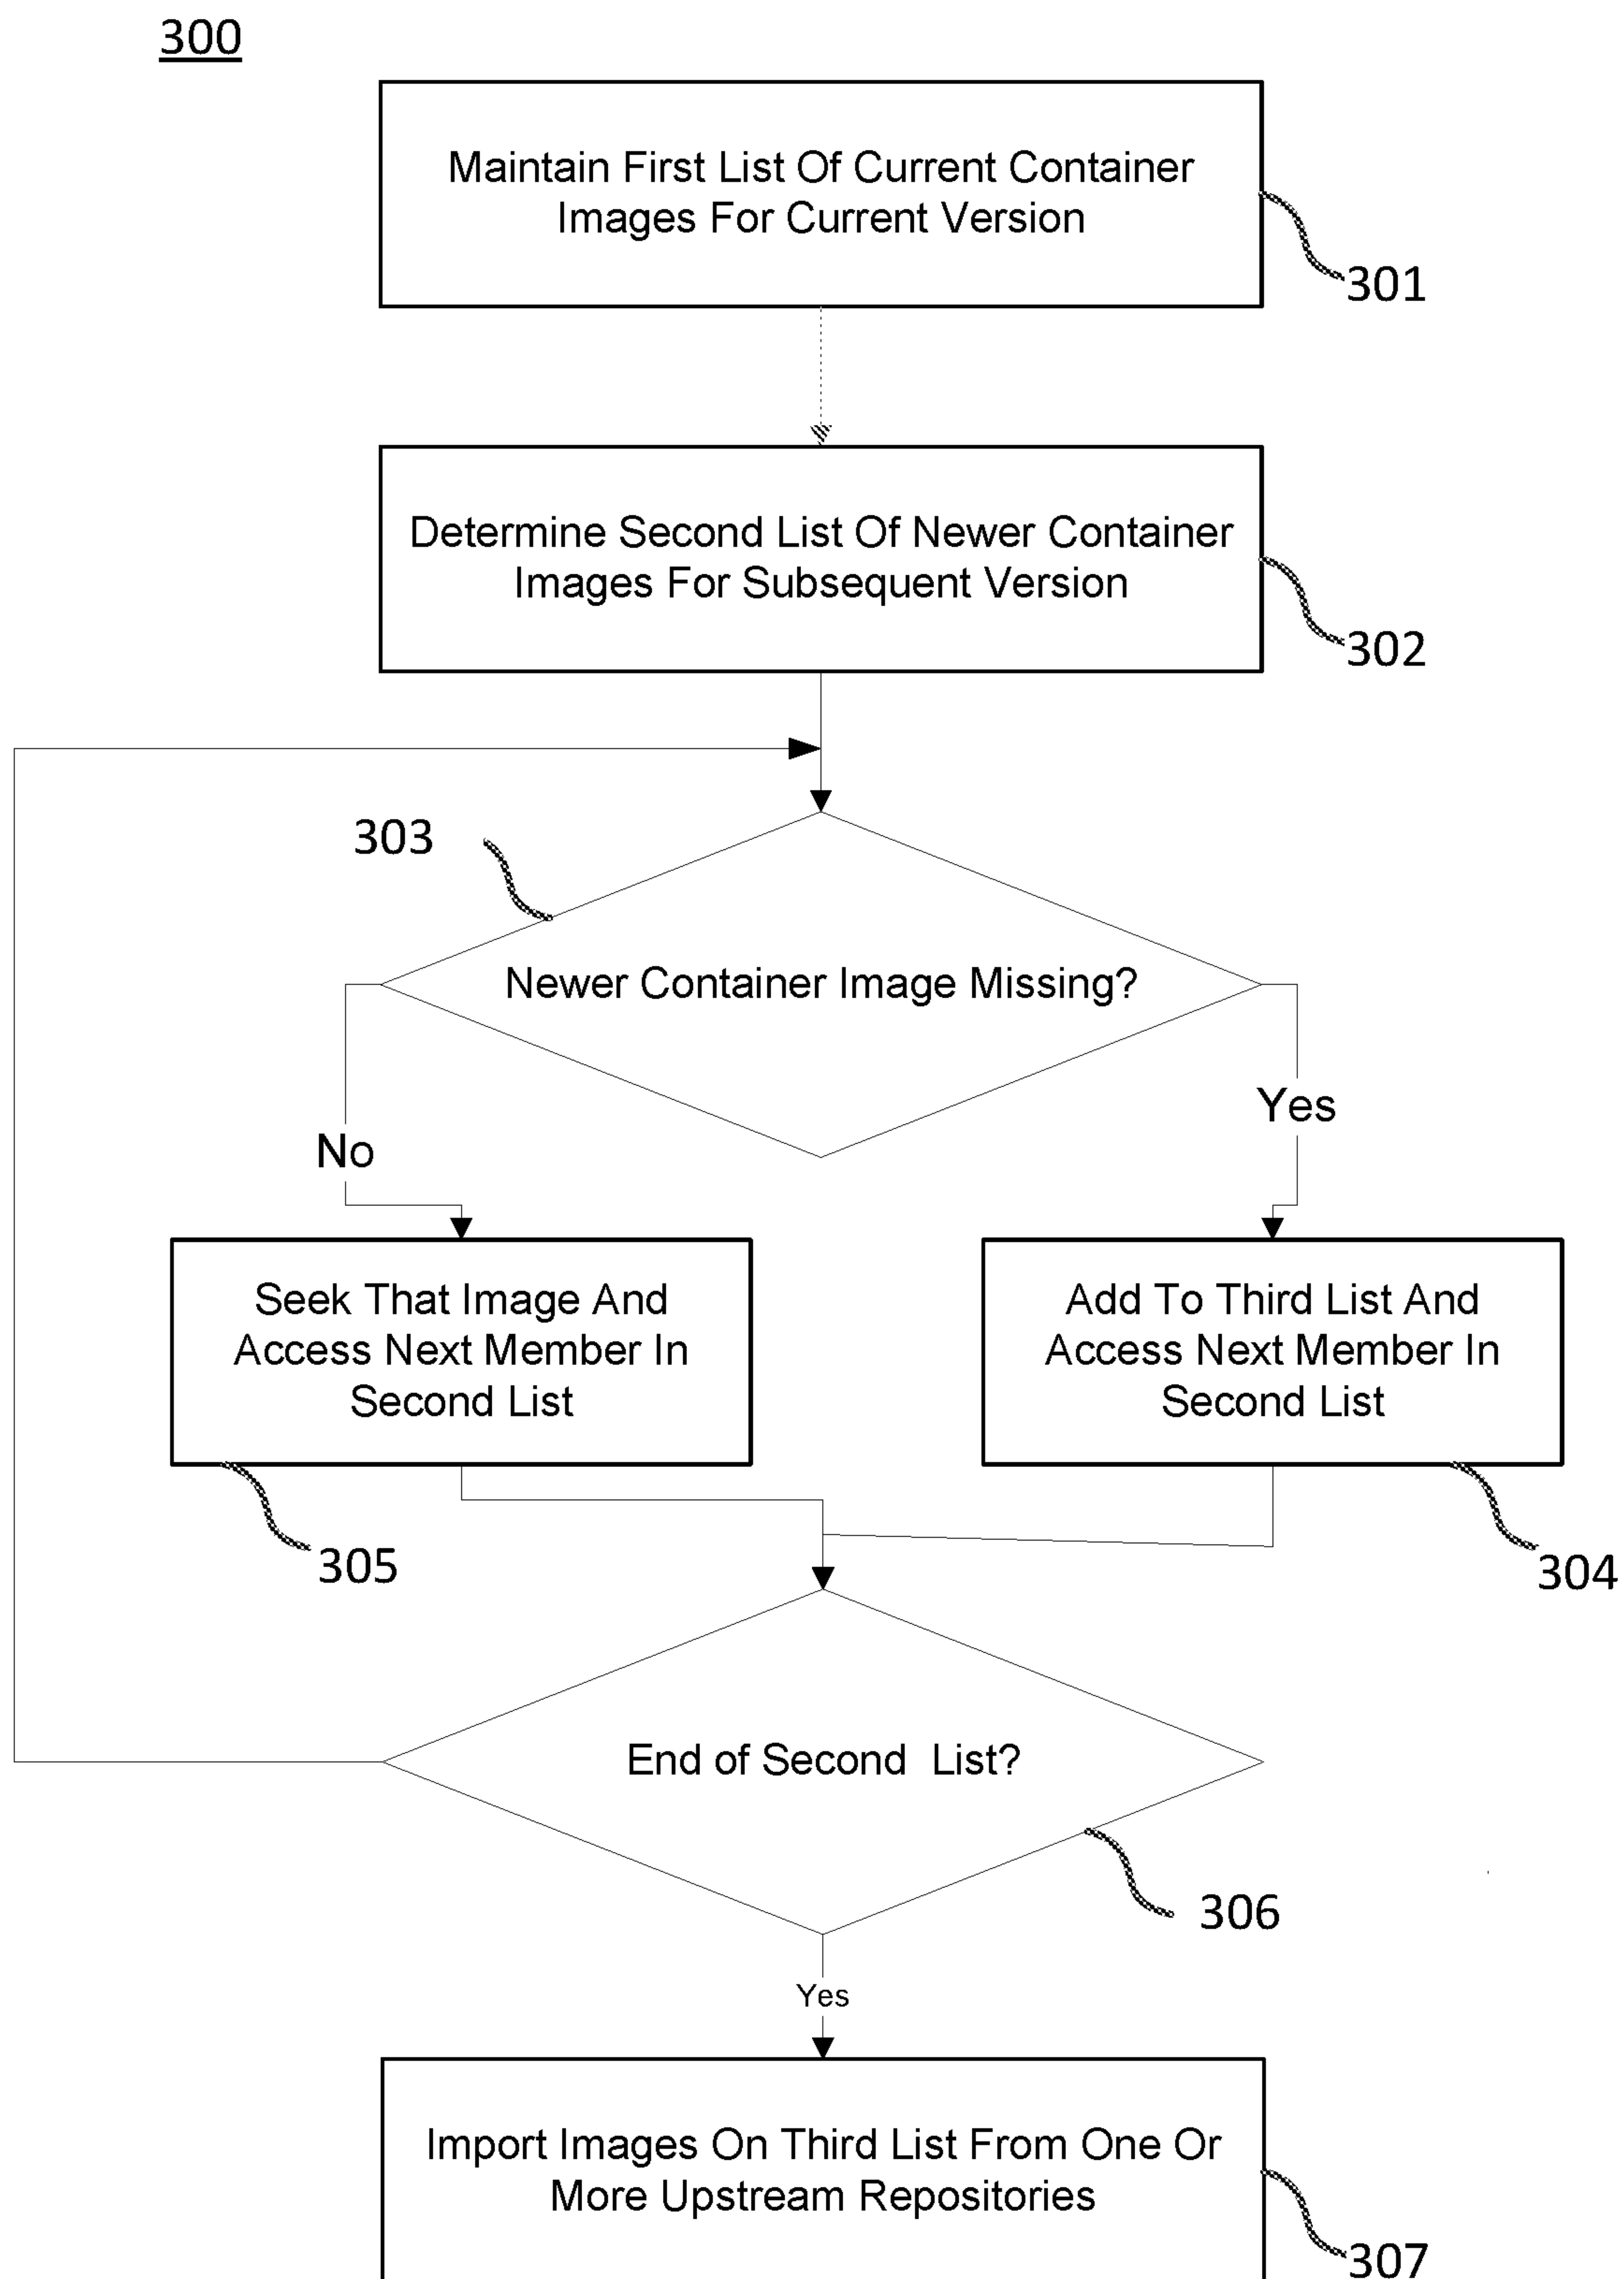 300
Maintain First List Of Current Container
Images For Current Version
301
Determine Second List Of Newer Container
Images For Subsequent Version
302
303
Newer Container Image Missing?
Yes
No
Seek That Image And
Access Next Member In
Second List
305
Add To Third List And
Access Next Member In
Second List
304
End of Second List?
306
Yes
Import Images On Third List From One Or
More Upstream Repositories
307